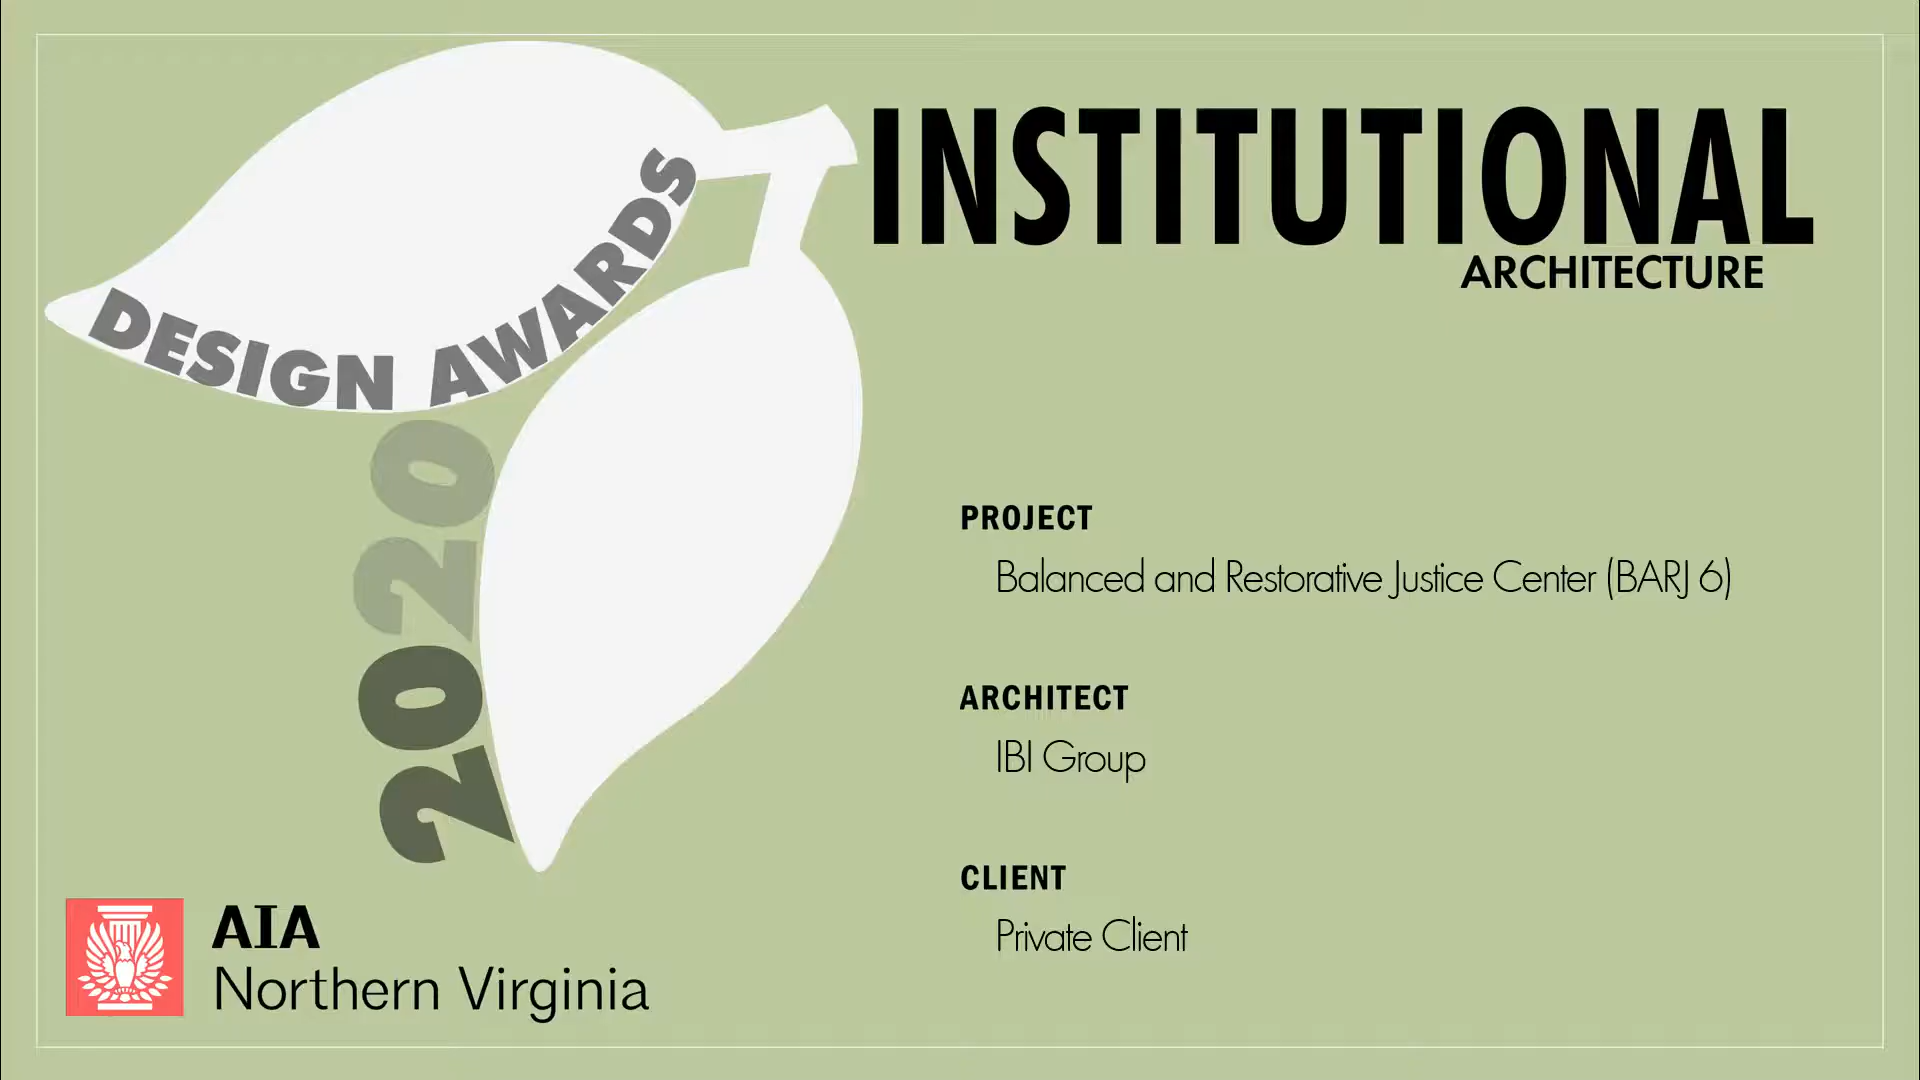 DESIGN AWARDS
2020
INSTITUTIONAL
ARCHITECTURE
PROJECT
Balanced and Restorative Justice Center (BARJ 6)
ARCHITECT
IBI Group
CLIENT
Private Client
AIA
Northern Virginia